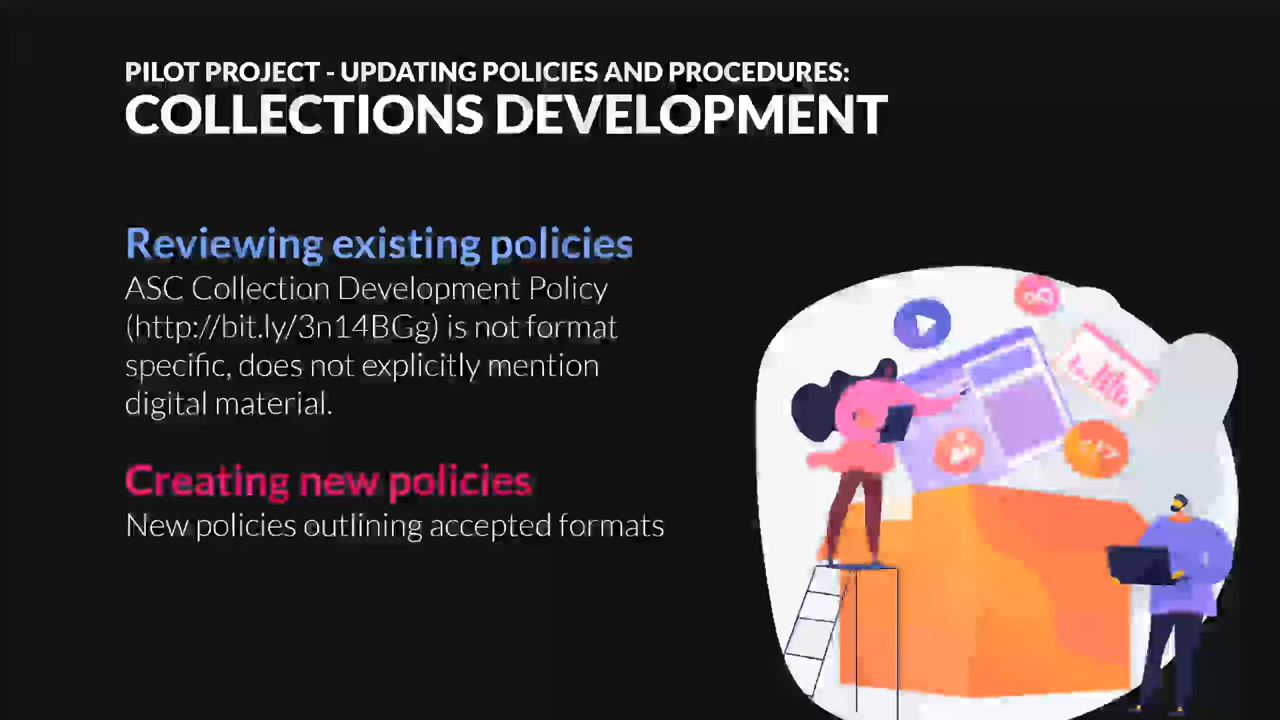 PILOT PROJECT - UPDATING POLICIES AND PROCEDURES:
COLLECTIONS DEVELOPMENT
Reviewing existing policies
ASC Collection Development Policy
(http://bit.ly/3n14BGg) is not format
specific, does not explicitly mention
digital material.
Creating new policies
New policies outlining accepted formats